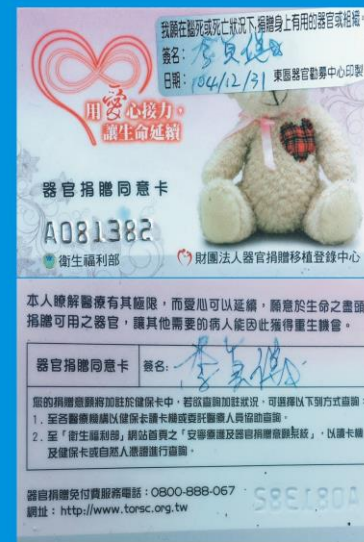 我願在腦死或死亡狀況下,捐贈身上有用的器官或組織。
簽名:李
日期:104/12/31 東區器官勸募中心印製
用愛心接力、
讓生命延續
器官捐贈同意卡
A081382
衛生福利部 財團法人器官捐贈移植登錄中心
本人瞭解醫療有其極限,而愛心可以延續,願意於生命之盡頭
捐贈可用之器官,讓其他需要的病人能因此獲得重生機會。
器官捐贈同意卡 簽名:李
您的捐贈意願將加註於健保卡中,若欲查詢加註狀況,可選擇以下列方式查詢:
1. 至各醫療機構以健保卡讀卡機或委託醫療人員協助查詢。
2. 至「衛生福利部」網站首頁之「安寧療護及器官捐贈意願系統」,以讀卡機
及健保卡或自然人憑證進行查詢。
器官捐贈免付費服務電話:0800-888-067
網址:http://www.torsc.org.tw